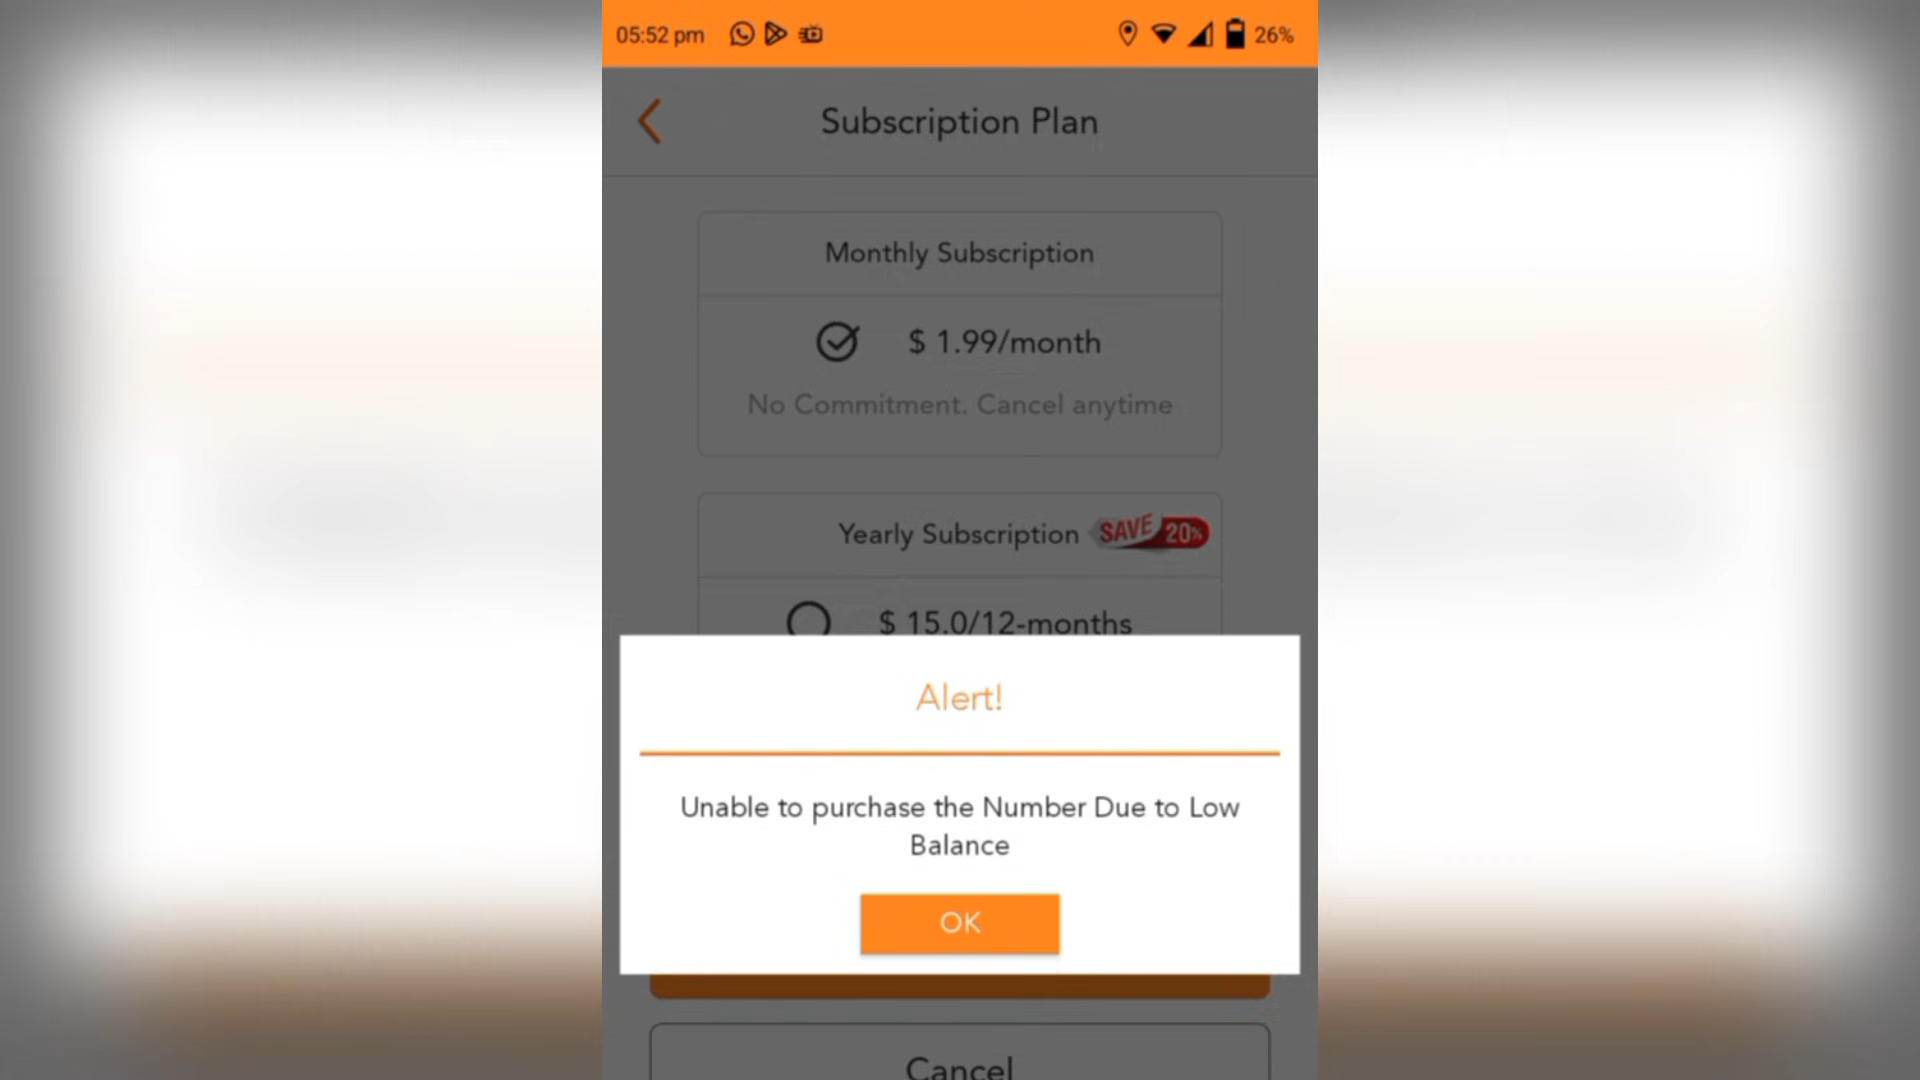 05:52 pm
26%
Subscription Plan
Monthly Subscription
$ 1.99/month
No Commitment. Cancel anytime
Yearly Subscription
SAVE 20%
$ 15.0/12-months
Alert!
Unable to purchase the Number Due to Low
Balance
OK
Cancel